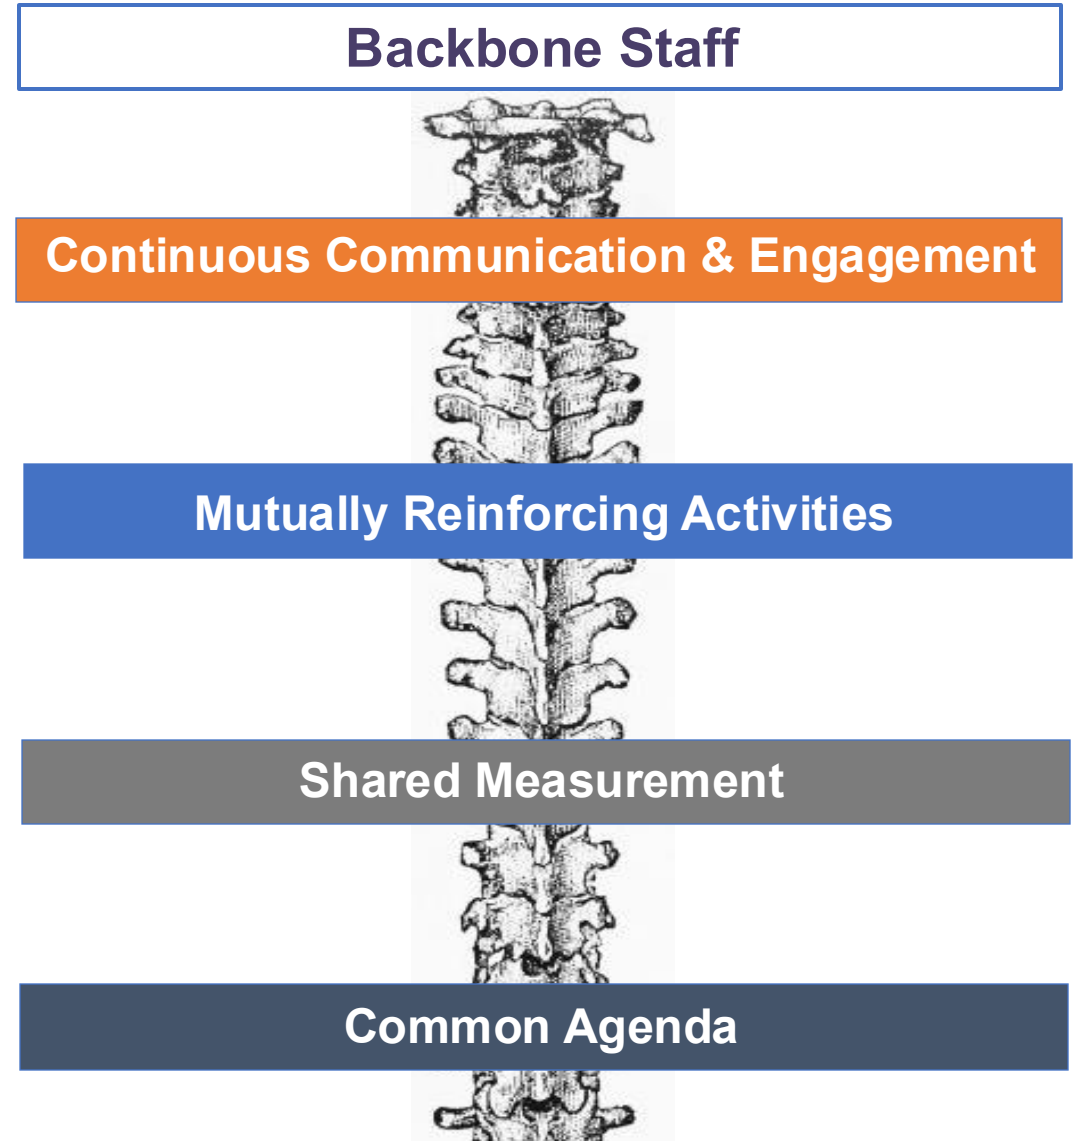 Backbone Staff
Continuous Communication & Engagement
Mutually Reinforcing Activities
Shared Measurement
Common Agenda